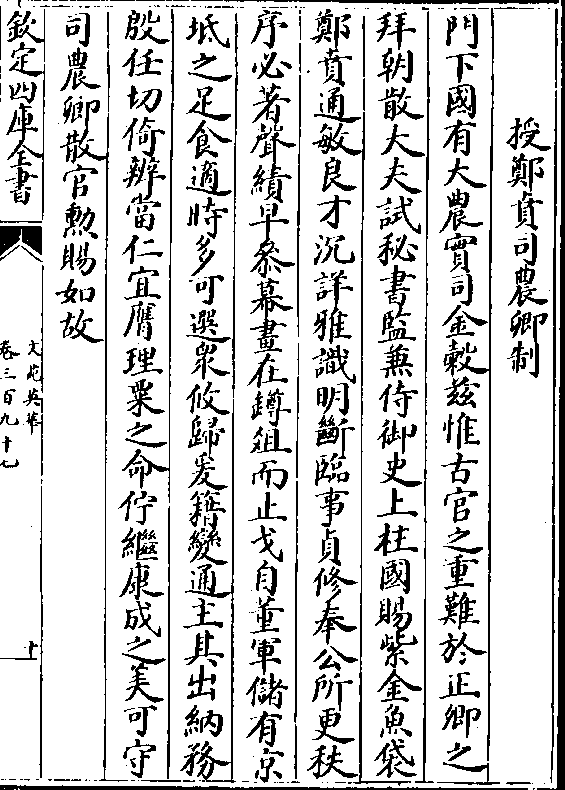 授鄭賁司農卿制
門下國有大農實司金穀兹惟古官之重難於正卿之
拜朝散大夫試秘書監兼侍御史上柱國賜紫金魚袋
鄭賁通敏良才沉詳雅識明斷臨事貞修奉公所更秩
序必著聲績早叅幕畫在罇俎而止戈自董軍儲有京
坻之足食適時多可選衆攸歸爰籍變通主其出納務
殷任切倚辦當仁宜膺理粟之命佇繼康成之美可守
司農卿散官勲賜如故
欽定四庫全書
文苑英華
卷三百九十七
十